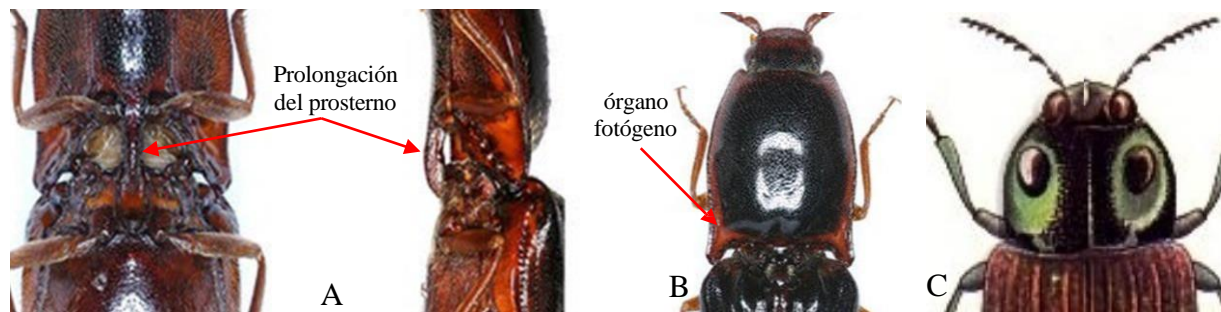 Prolongación
del prosterno
A
órgano
fotógeno
B
C